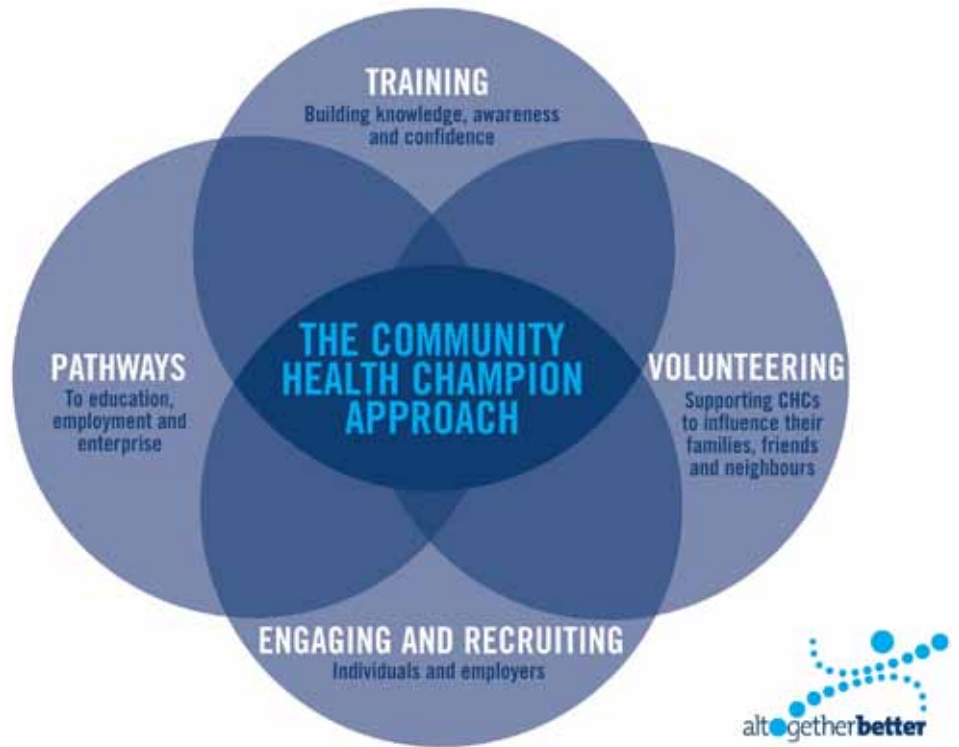 TRAINING
Building knowledge, awareness
and confidence
THE COMMUNITY
HEALTH CHAMPION
APPROACH
PATHWAYS
To education,
employment and
enterprise
VOLUNTEERING
Supporting CHCs
to influence their
families, friends
and neighbours
ENGAGING AND RECRUITING
Individuals and employers
altogetherbetter